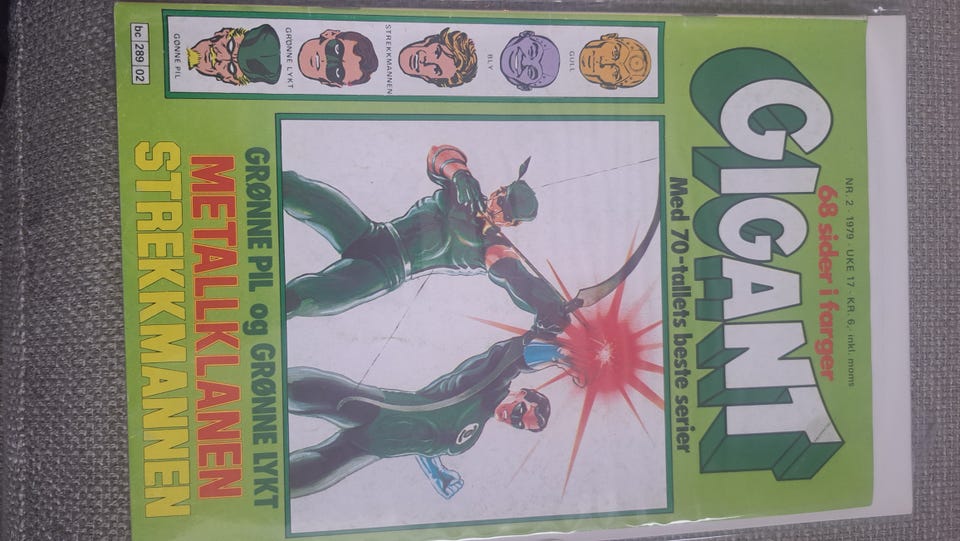 NR. 2 · 1979 · UKE 17 · KR. 6,- inkl. moms
68 sider i farger
GIGANT
Med 70-tallets beste serier
GULL
BLY
STREKKMANNEN
GRØNNE LYKT
GØNNE PIL
GRØNNE PIL og GRØNNE LYKT
METALLKLANEN
STREKKMANNEN
bc 289 02